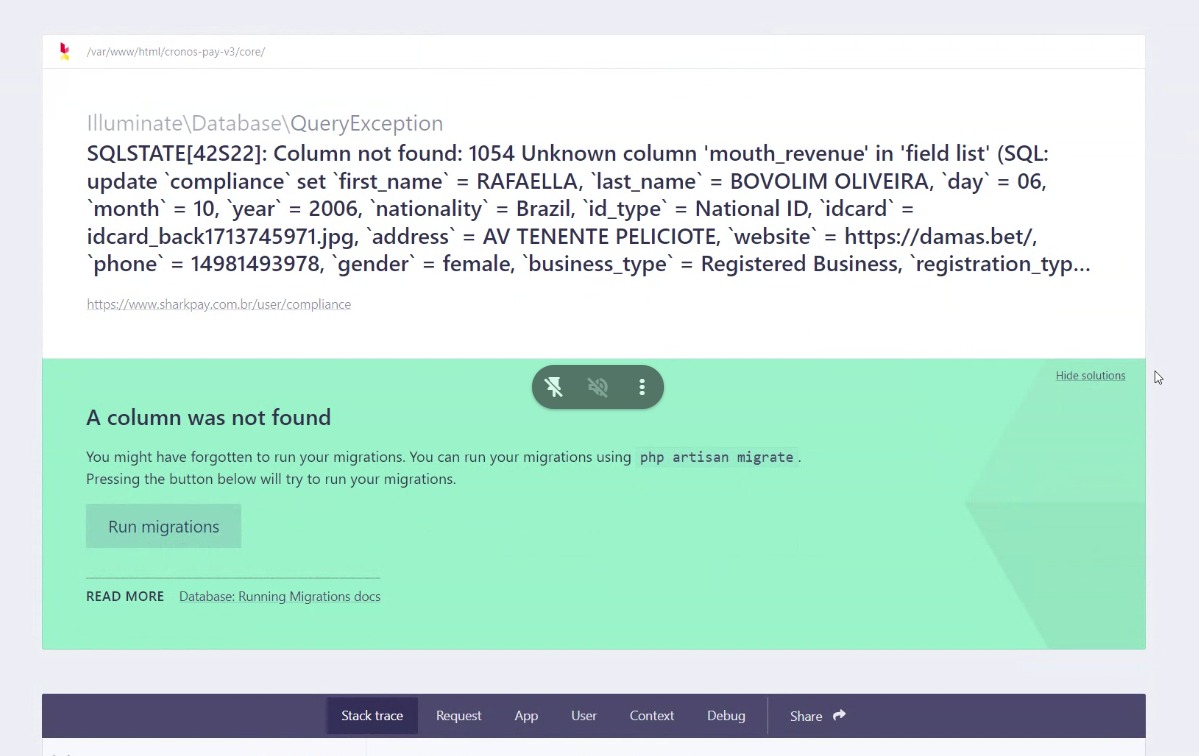 /var/www/html/cronos-pay-v3/core/
Illuminate\Database\QueryException
SQLSTATE[42S22]: Column not found: 1054 Unknown column 'mouth_revenue' in 'field list' (SQL:
update `compliance` set `first_name` = RAFAELLA, `last_name` = BOVOLIM OLIVEIRA, `day` = 06,
`month` = 10, `year` = 2006, `nationality` = Brazil, `id_type` = National ID, `idcard` =
idcard_back1713745971.jpg, `address` = AV TENENTE PELICIOTE, `website` = https://damas.bet/,
`phone` = 14981493978, `gender` = female, `business_type` = Registered Business, `registration_typ...
https://www.sharkpay.com.br/user/compliance
Hide solutions
A column was not found
You might have forgotten to run your migrations. You can run your migrations using php artisan migrate.
Pressing the button below will try to run your migrations.
Run migrations
READ MORE Database: Running Migrations docs
Stack trace Request App User Context Debug Share